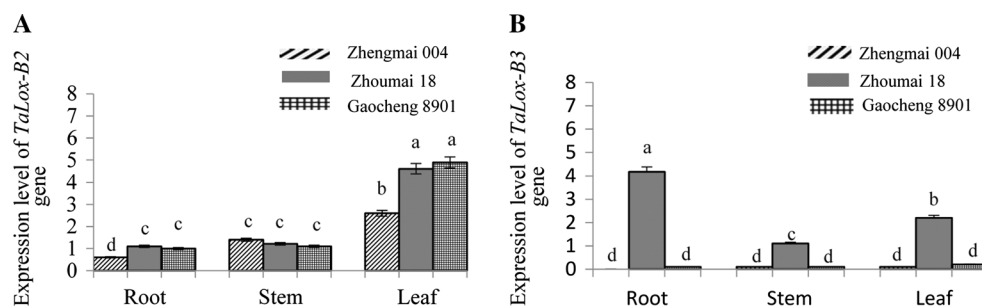 A
Expression level of TaLox-B2
gene
Zhengmai 004
Zhoumai 18
Gaocheng 8901
8
7
6
5
4
3
2
1
0
d
c
c
c
c
c
b
a
a
Root
Stem
Leaf
B
Expression level of TaLox-B3
gene
Zhengmai 004
Zhoumai 18
Gaocheng 8901
8
7
6
5
4
3
2
1
0
d
a
d
d
c
d
d
b
d
Root
Stem
Leaf